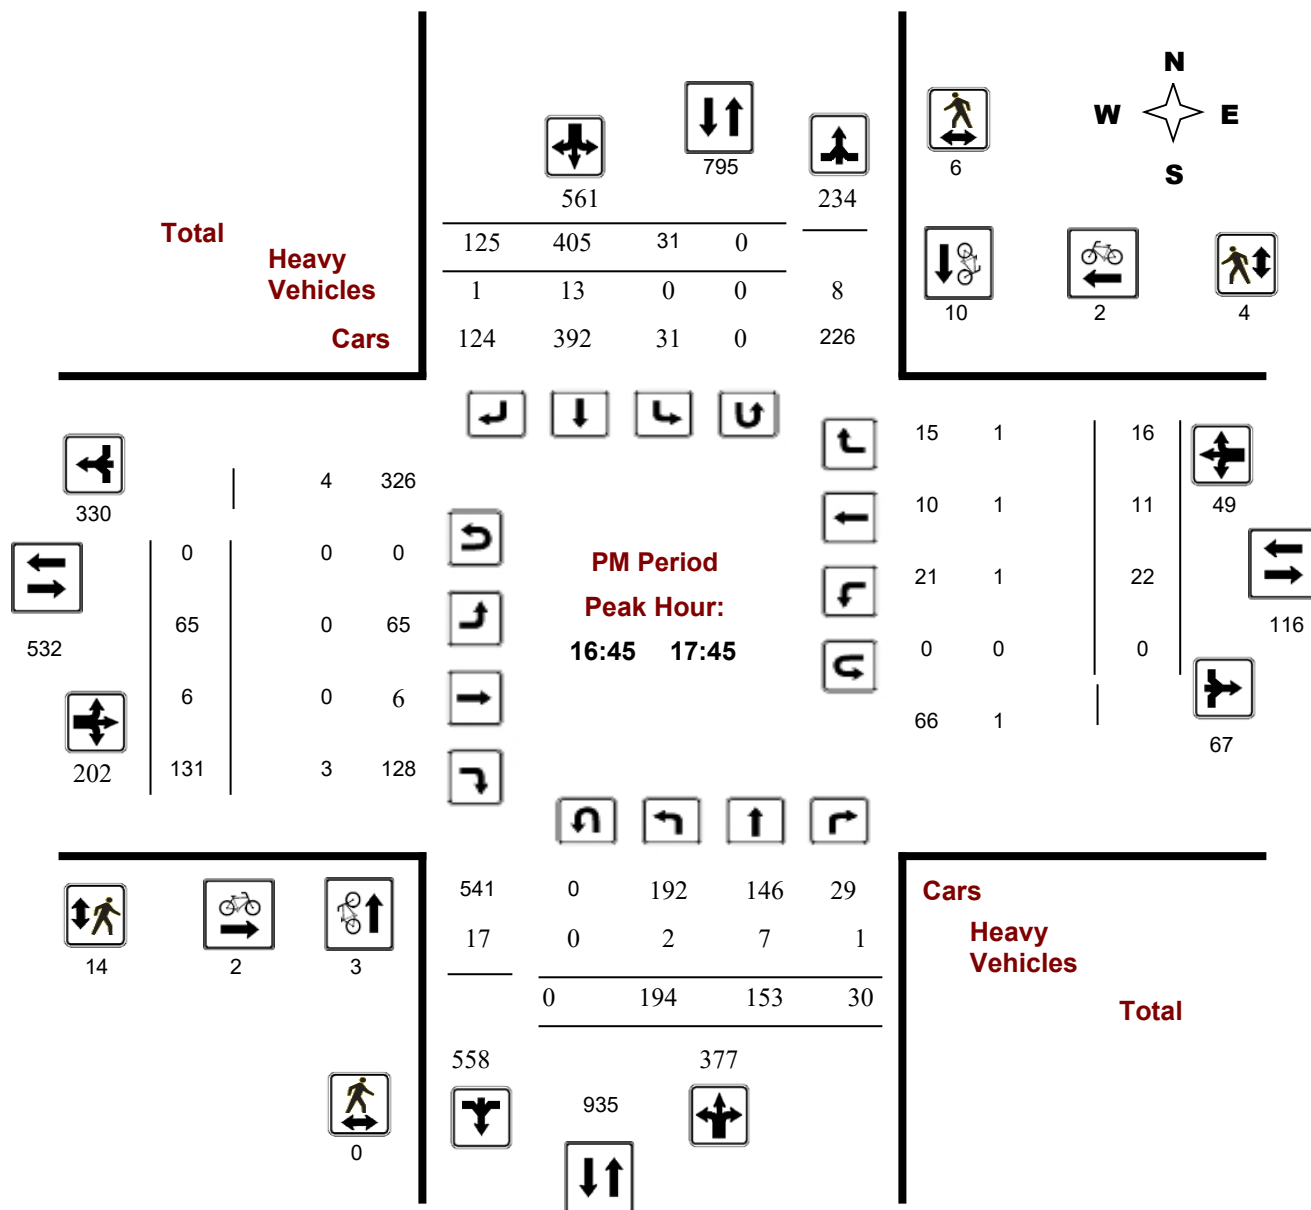 N
W E
S
795
6
561 234
Total
125 405 31 0
Heavy
Vehicles
1 13 0 0 8
10 2 4
Cars
124 392 31 0 226
15 1 16
4 326
330
10 1 11 49
0 0 0
PM Period
21 1 22
Peak Hour:
65 0 65
116
532
16:45 17:45
0 0 0
6 0 6
66 1
67
202 131 3 128
541 0 192 146 29
Cars
17 0 2 7 1
Heavy
Vehicles
14 2 3
0 194 153 30
Total
558 377
935
0